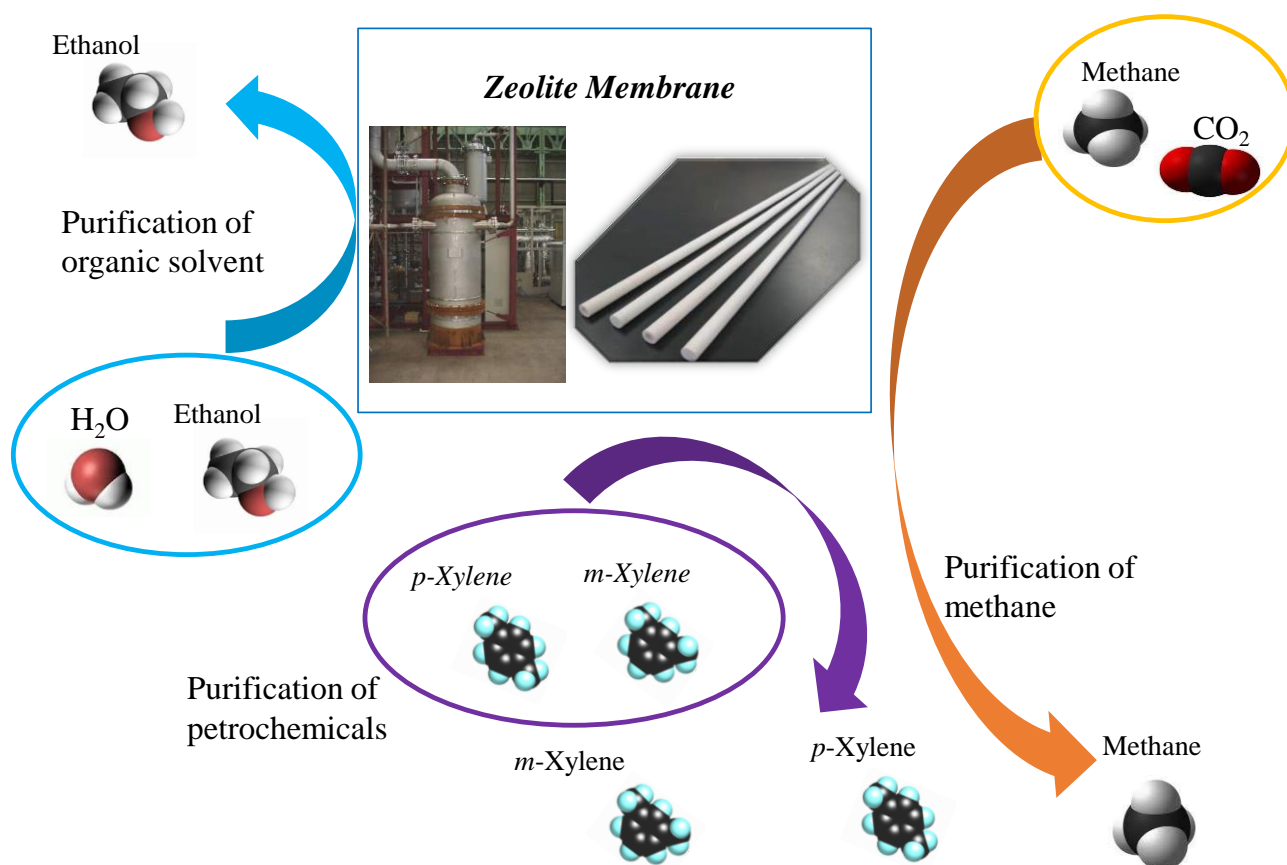 Ethanol
Zeolite Membrane
Methane
CO₂
Purification of
organic solvent
H₂O
Ethanol
p-Xylene
m-Xylene
Purification of
petrochemicals
m-Xylene
p-Xylene
Purification of
methane
Methane